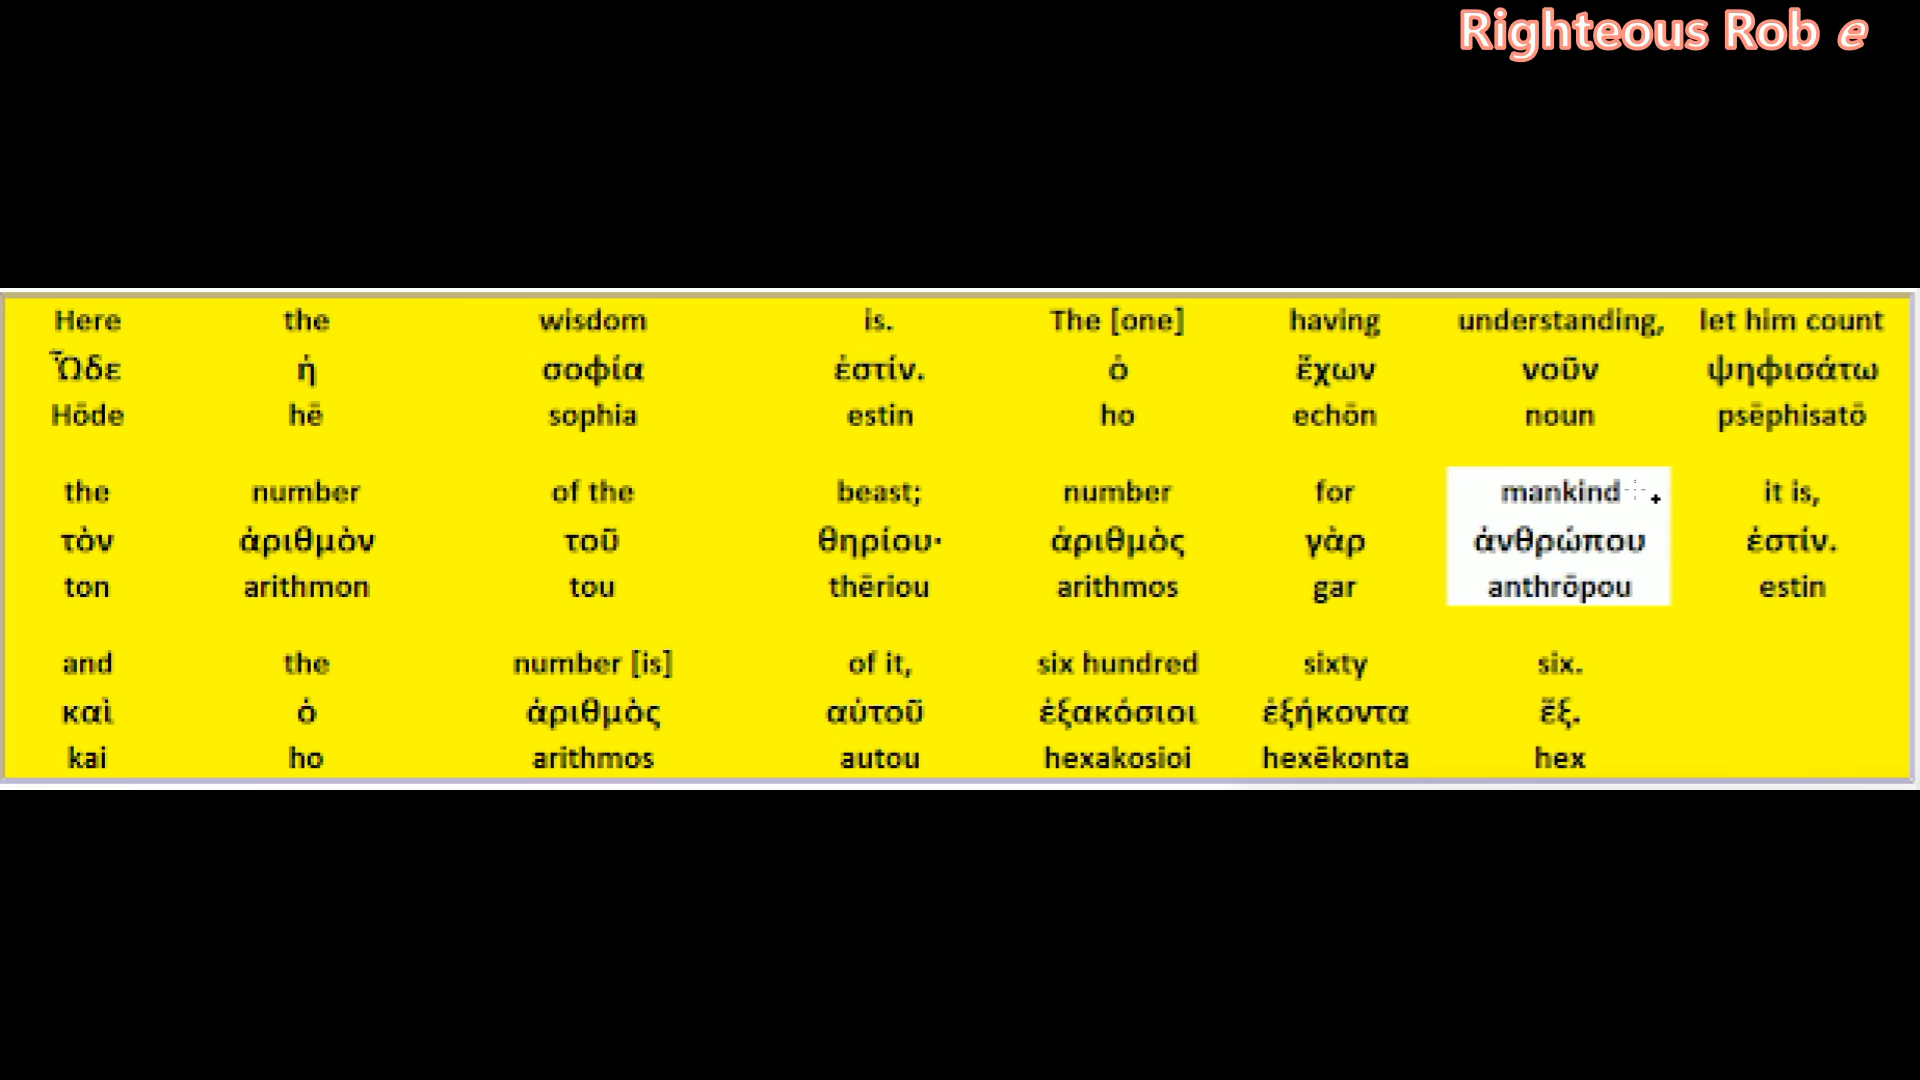 Righteous Rob e
Here the wisdom is. The [one] having understanding, let him count
Ὧδε ἡ σοφία ἐστίν. ὁ ἔχων νοῦν ψηφισάτω
Hōde hē sophia estin ho echōn noun psēphisatō
the number of the beast; number for mankind it is,
τὸν ἀριθμὸν τοῦ θηρίου· ἀριθμὸς γὰρ ἀνθρώπου ἐστίν.
ton arithmon tou thēriou arithmos gar anthrōpou estin
and the number [is] of it, six hundred sixty six.
καὶ ὁ ἀριθμὸς αὐτοῦ ἑξακόσιοι ἑξήκοντα ἕξ.
kai ho arithmos autou hexakosioi hexēkonta hex